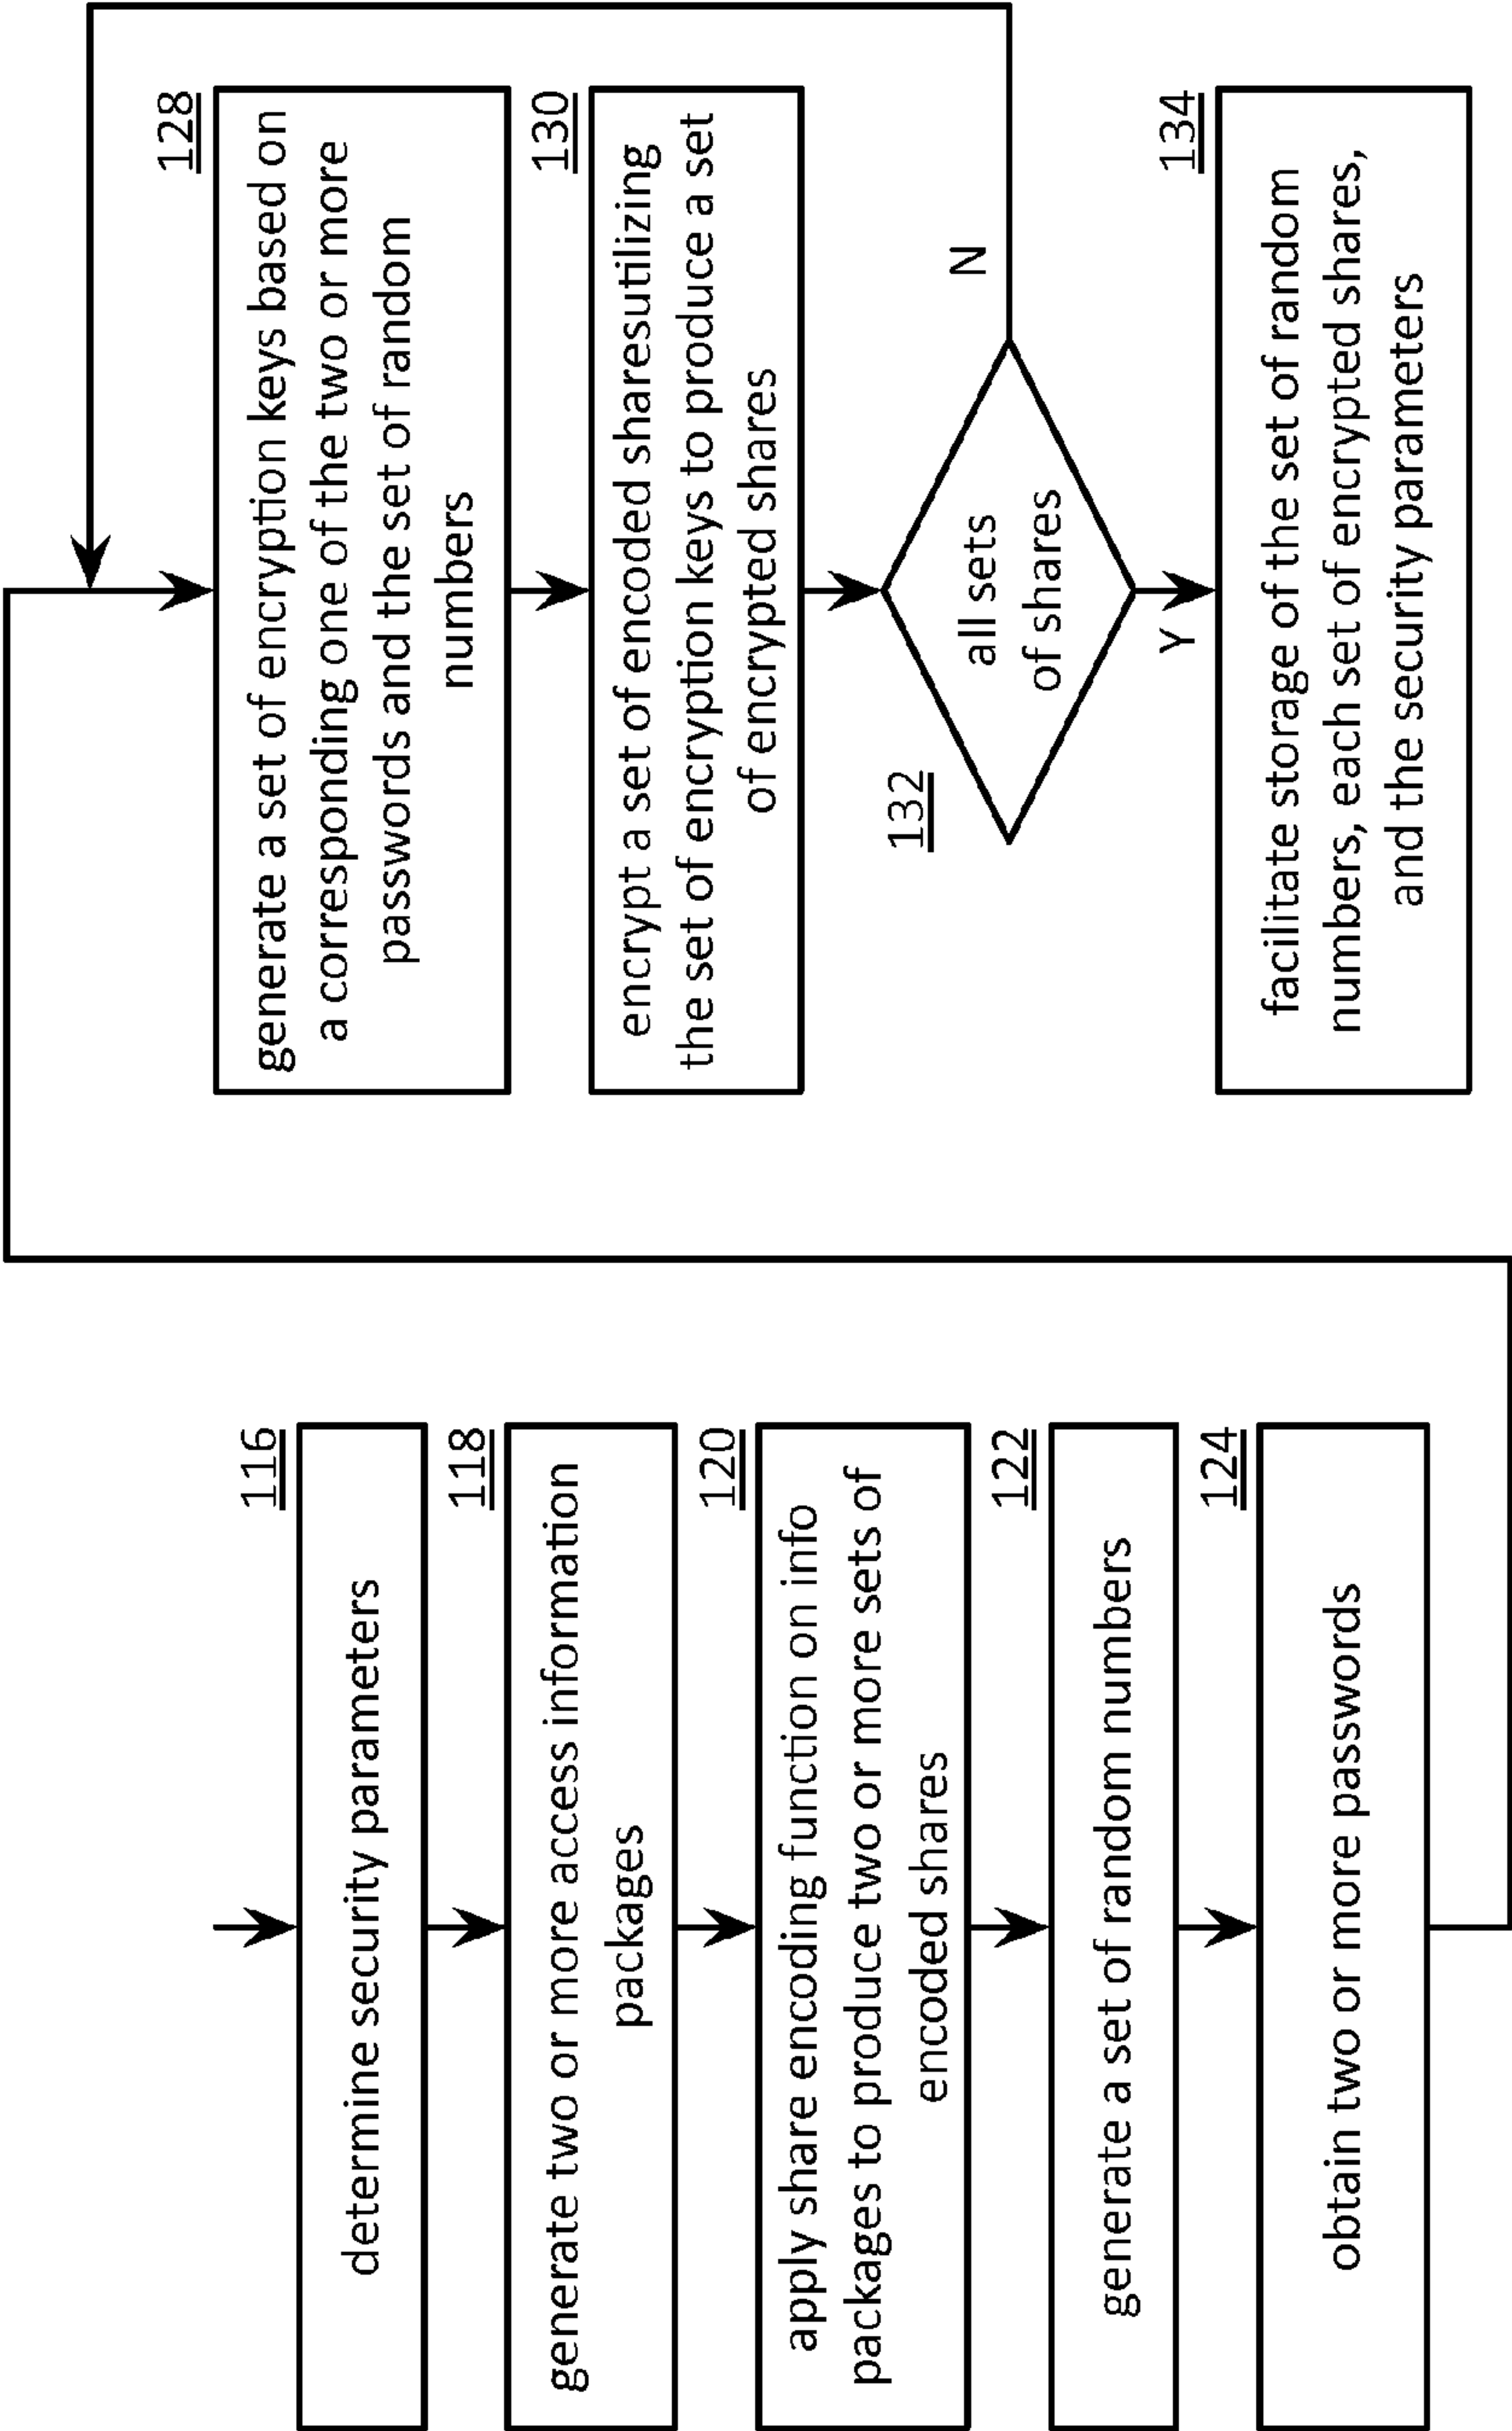 116
determine security parameters
118
generate two or more access information
packages
120
apply share encoding function on info
packages to produce two or more sets of
encoded shares
122
generate a set of random numbers
124
obtain two or more passwords
128
generate a set of encryption keys based on
a corresponding one of the two or more
passwords and the set of random
numbers
130
encrypt a set of encoded sharesutilizing
the set of encryption keys to produce a set
of encrypted shares
132
all sets
of shares
N
Y
134
facilitate storage of the set of random
numbers, each set of encrypted shares,
and the security parameters